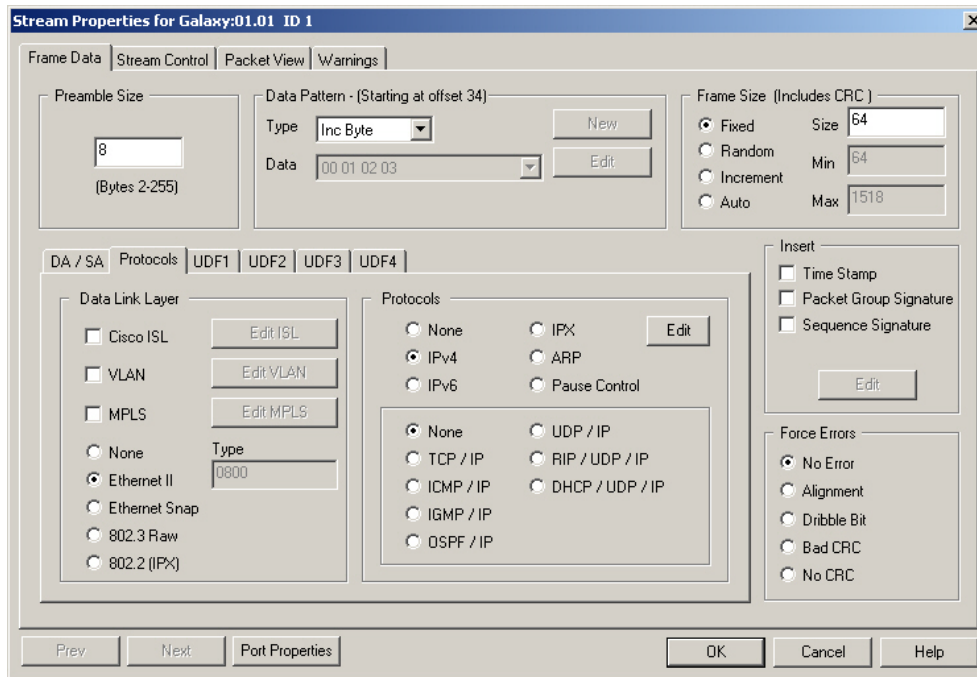 Stream Properties for Galaxy:01.01 ID 1
Frame Data Stream Control Packet View Warnings
Preamble Size
8
(Bytes 2-255)
Data Pattern - (Starting at offset 34)
Type Inc Byte New
Data 00 01 02 03 Edit
Frame Size (Includes CRC )
Fixed Size 64
Random Min 64
Increment
Auto Max 1518
DA / SA Protocols UDF1 UDF2 UDF3 UDF4
Data Link Layer
Cisco ISL Edit ISL
VLAN Edit VLAN
MPLS Edit MPLS
None Type
Ethernet II 0800
Ethernet Snap
802.3 Raw
802.2 (IPX)
Protocols
None IPX Edit
IPv4 ARP
IPv6 Pause Control
None UDP / IP
TCP / IP RIP / UDP / IP
ICMP / IP DHCP / UDP / IP
IGMP / IP
OSPF / IP
Insert
Time Stamp
Packet Group Signature
Sequence Signature
Edit
Force Errors
No Error
Alignment
Dribble Bit
Bad CRC
No CRC
Prev Next Port Properties OK Cancel Help